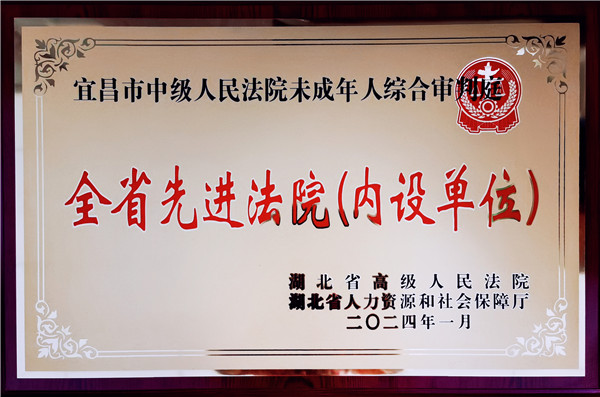 宜昌市中级人民法院未成年人综合审判庭
全省先进法院(内设单位)
湖北省高级人民法院
湖北省人力资源和社会保障厅
二〇二四年一月